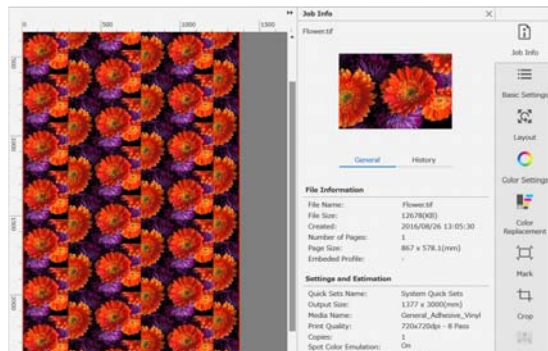 0 500 1000 1500
Job Info
Flower.tif
General History
File Information
File Name: Flower.tif
File Size: 12678(KB)
Created: 2016/08/26 13:05:30
Number of Pages: 1
Page Size: 867 x 578.1(mm)
Embeded Profile: -
Settings and Estimation
Quick Sets Name: System Quick Sets
Output Size: 1377 x 3000(mm)
Media Name: General_Adhesive_Vinyl
Print Quality: 720x720dpi - 8 Pass
Copies: 1
Spot Color Emulation: On
Job Info
Basic Settings
Layout
Color Settings
Color
Replacement
Mark
Crop